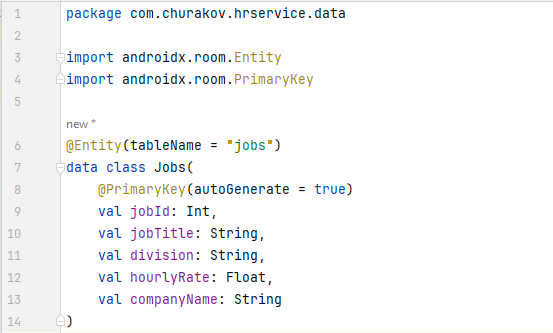 1 package com.churakov.hrservice.data
2
3 import androidx.room.Entity
4 import androidx.room.PrimaryKey
5
new *
6 @Entity(tableName = "jobs")
7 data class Jobs(
8     @PrimaryKey(autoGenerate = true)
9     val jobId: Int,
10     val jobTitle: String,
11     val division: String,
12     val hourlyRate: Float,
13     val companyName: String
14 )